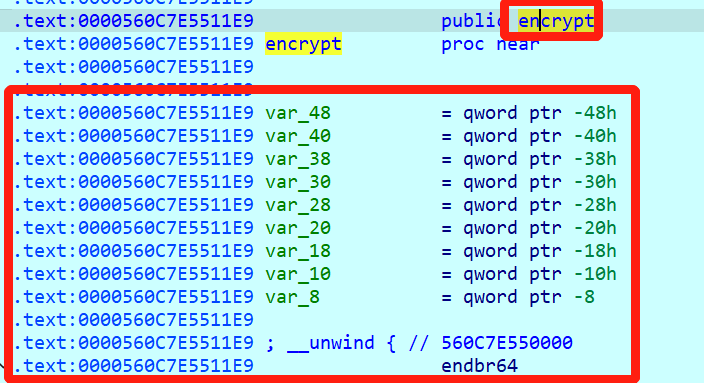 .text:0000560C7E5511E9 public encrypt
.text:0000560C7E5511E9 encrypt proc near
.text:0000560C7E5511E9
.text:0000560C7E5511E9
.text:0000560C7E5511E9 var_48 = qword ptr -48h
.text:0000560C7E5511E9 var_40 = qword ptr -40h
.text:0000560C7E5511E9 var_38 = qword ptr -38h
.text:0000560C7E5511E9 var_30 = qword ptr -30h
.text:0000560C7E5511E9 var_28 = qword ptr -28h
.text:0000560C7E5511E9 var_20 = qword ptr -20h
.text:0000560C7E5511E9 var_18 = qword ptr -18h
.text:0000560C7E5511E9 var_10 = qword ptr -10h
.text:0000560C7E5511E9 var_8 = qword ptr -8
.text:0000560C7E5511E9
.text:0000560C7E5511E9 ; __unwind { // 560C7E550000
.text:0000560C7E5511E9 endbr64